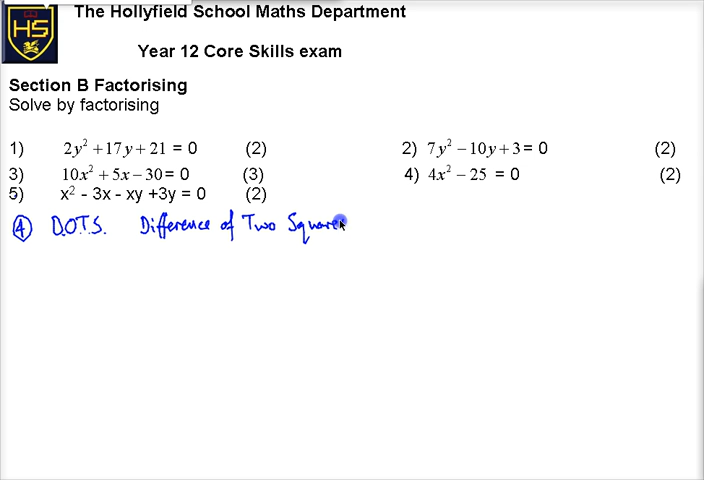 HS
The Hollyfield School Maths Department
Year 12 Core Skills exam
Section B Factorising
Solve by factorising
1) 2y² + 17y + 21 = 0 (2) 2) 7y² − 10y + 3 = 0 (2)
3) 10x² + 5x − 30 = 0 (3) 4) 4x² − 25 = 0 (2)
5) x² - 3x - xy +3y = 0 (2)
④ D.O.T.S. Difference of Two Square